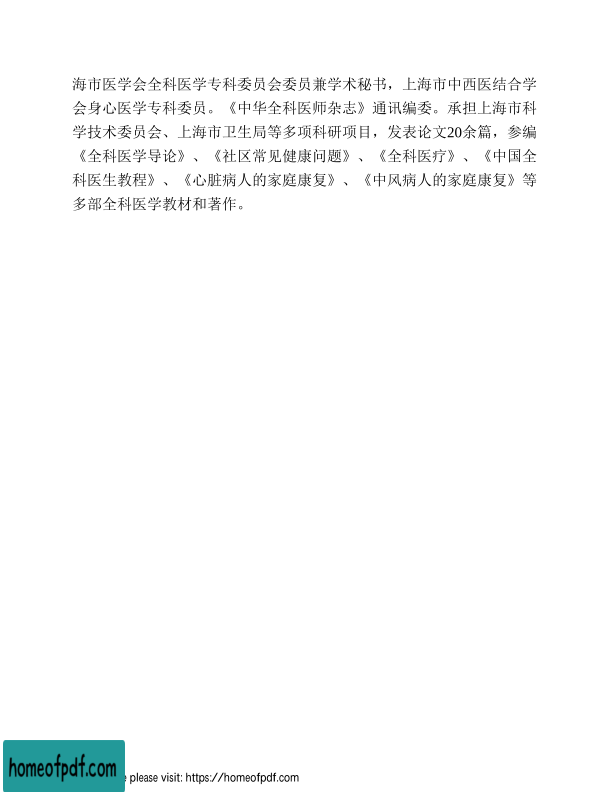 海市医学会全科医学专科委员会委员兼学术秘书，上海市中西医结合学
会身心医学专科委员。《中华全科医师杂志》通讯编委。承担上海市科
学技术委员会、上海市卫生局等多项科研项目，发表论文20余篇，参编
《全科医学导论》、《社区常见健康问题》、《全科医疗》、《中国全
科医生教程》、《心脏病人的家庭康复》、《中风病人的家庭康复》等
多部全科医学教材和著作。
homeofpdf.com
e please visit: https://homeofpdf.com